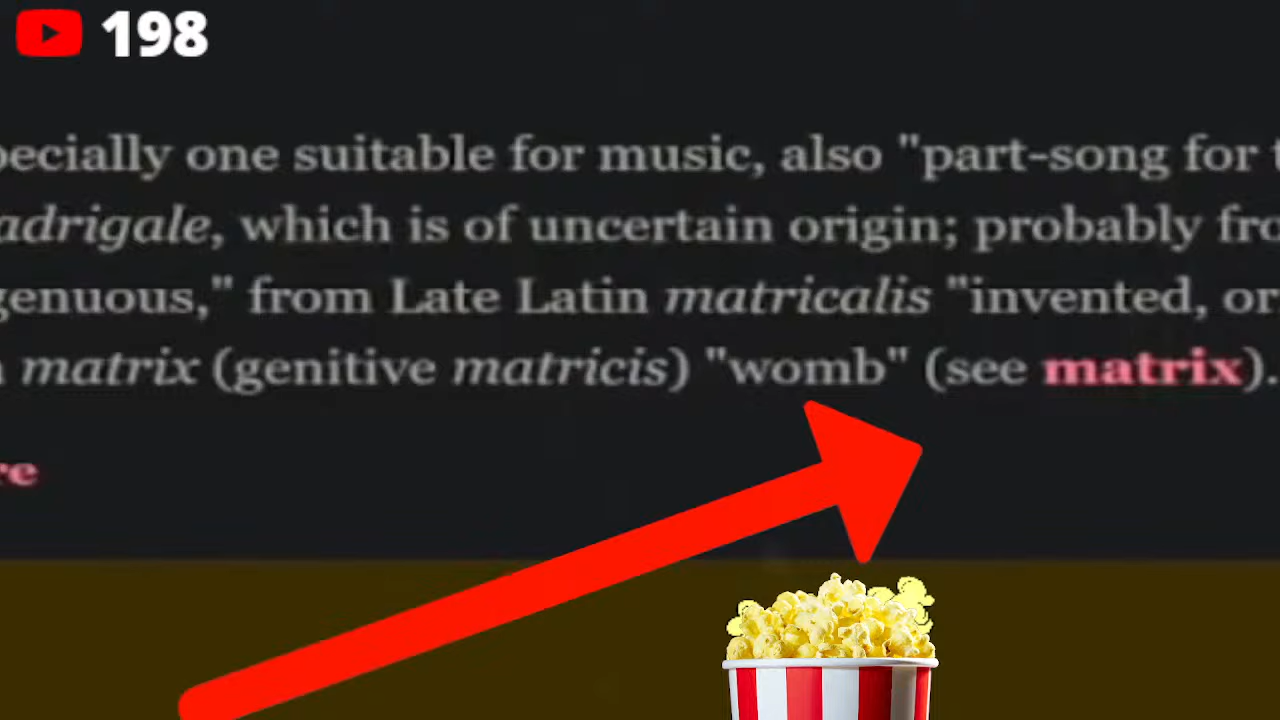 198
pecially one suitable for music, also "part-song for t
adrigale, which is of uncertain origin; probably fro
genuous," from Late Latin matricalis "invented, or
matrix (genitive matricis) "womb" (see matrix).
re